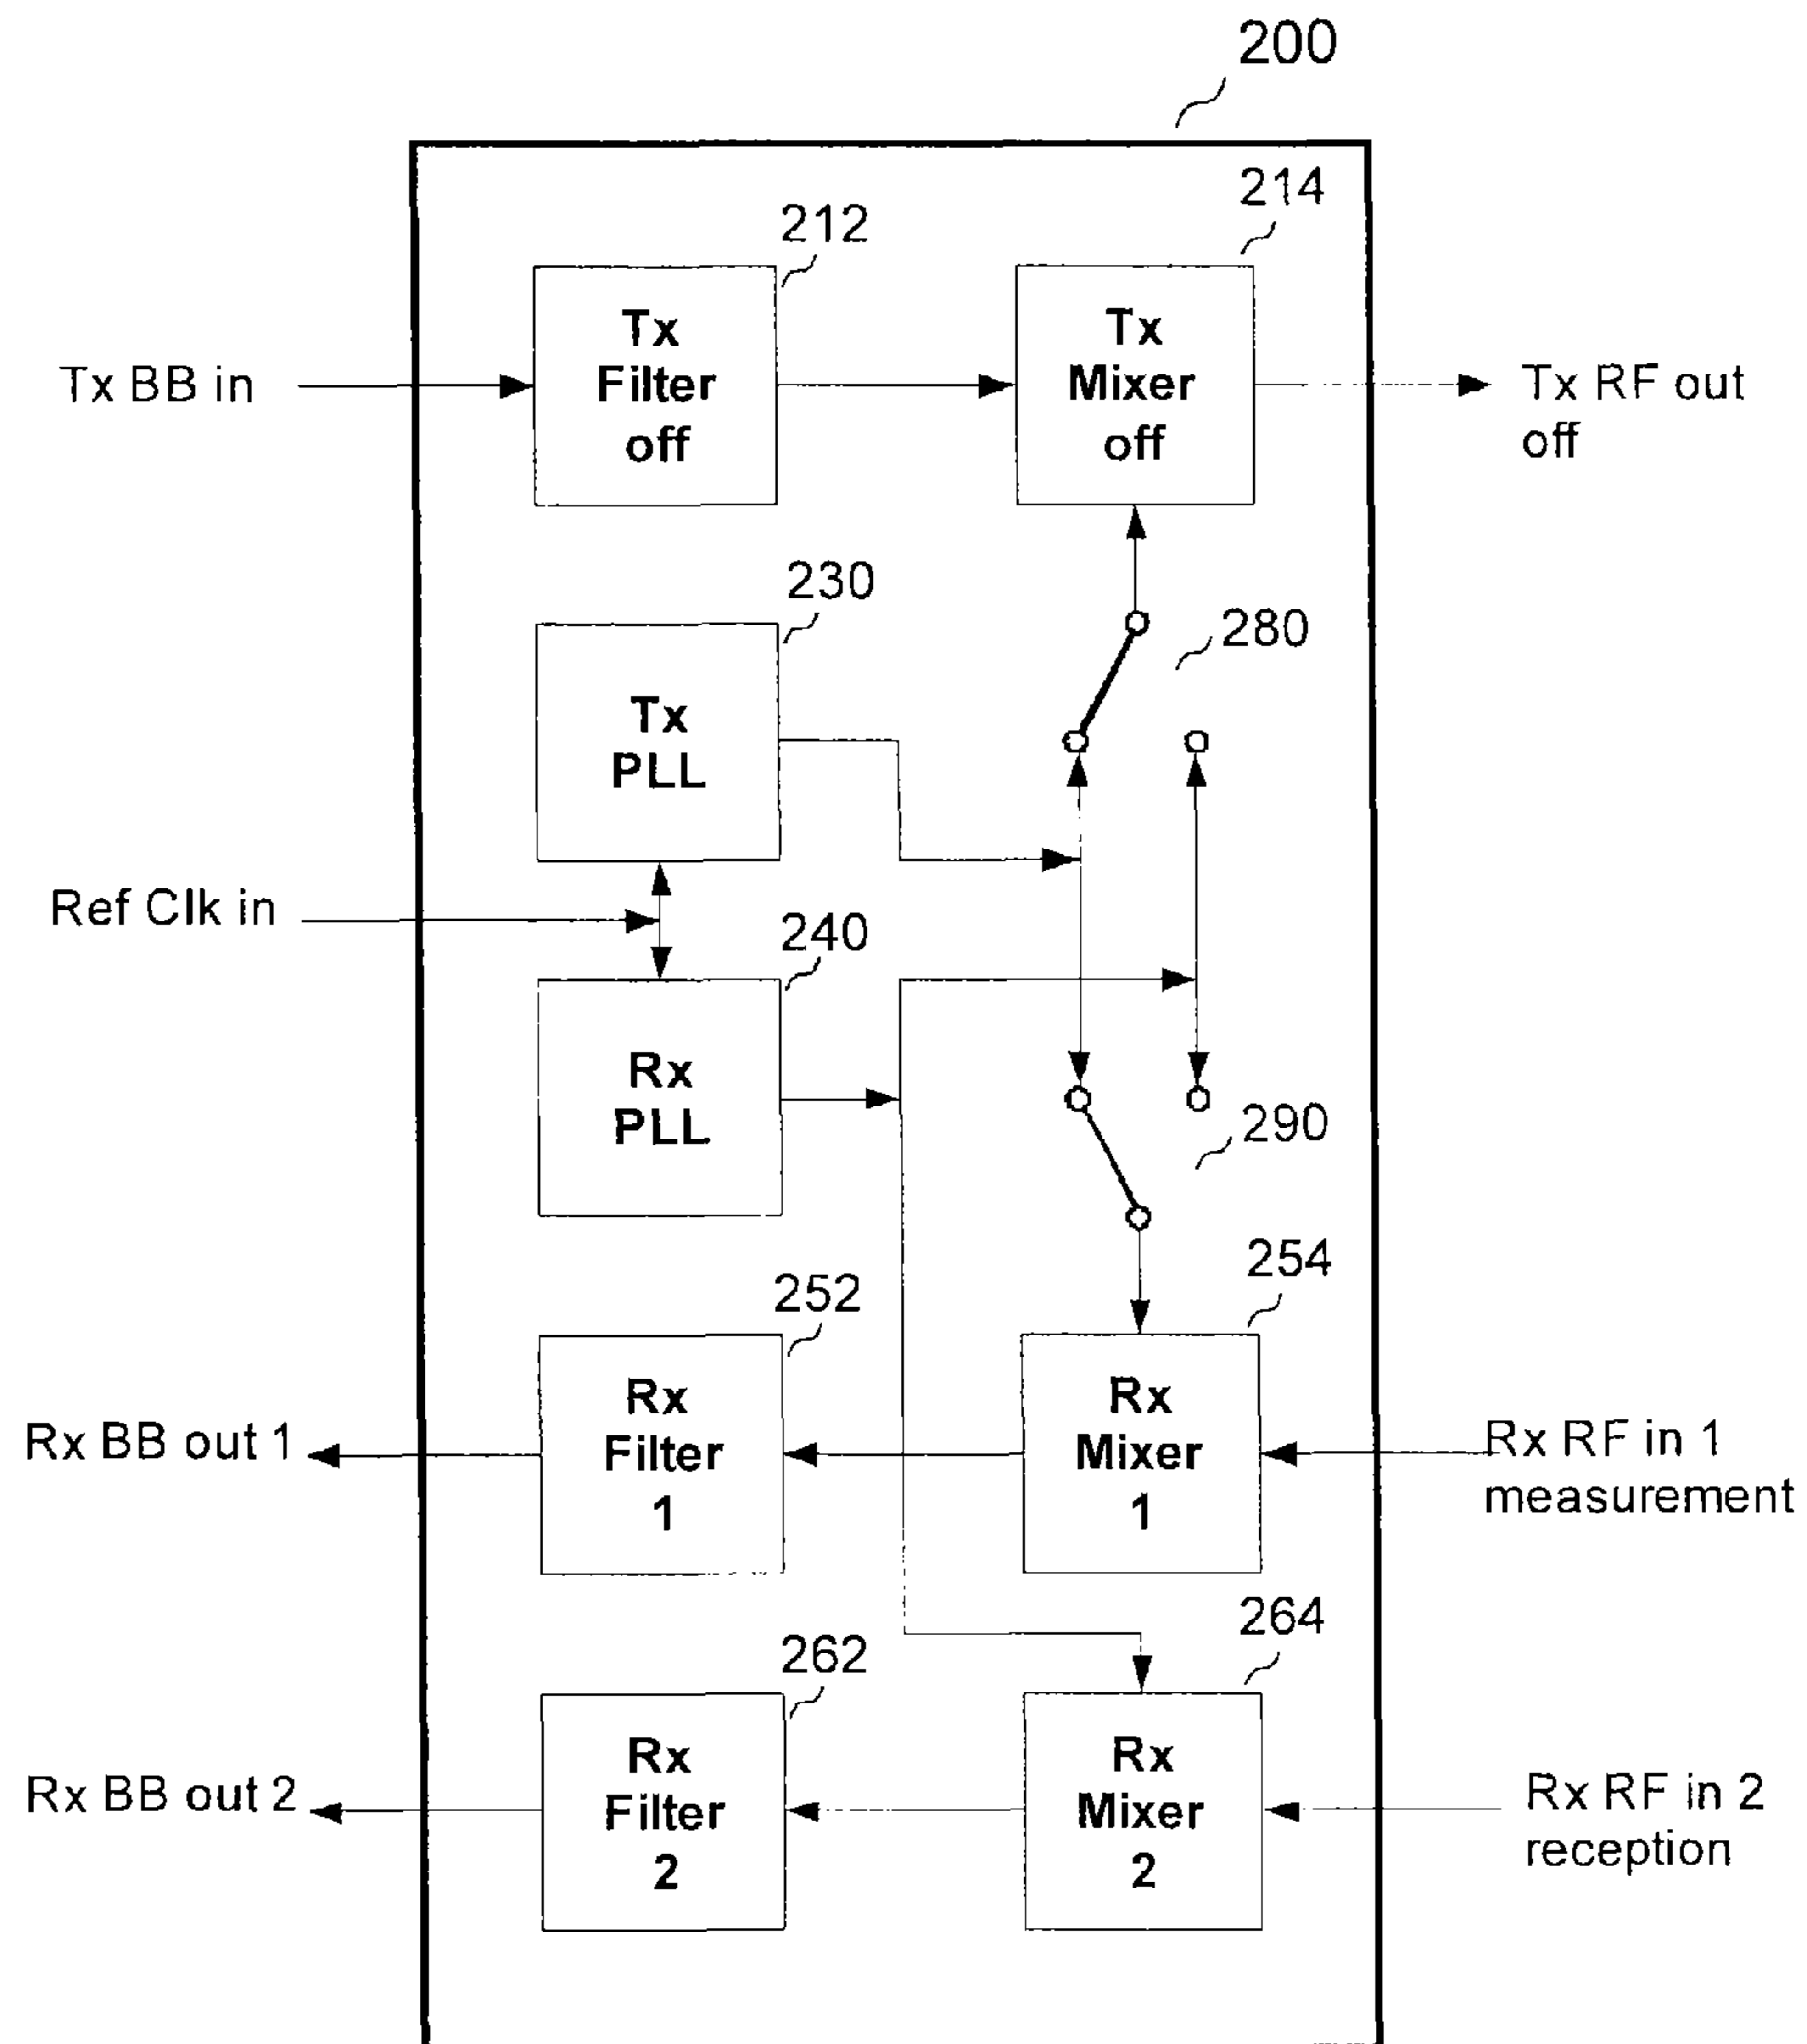 200
214
212
Tx
Filter
off
Tx
Mixer
off
Tx BB in
Tx RF out
off
230
280
Tx
PLL
Ref Clk in
240
Rx
PLL
290
254
252
Rx
Filter
1
Rx
Mixer
1
Rx BB out 1
Rx RF in 1
measurement
264
262
Rx
Filter
2
Rx
Mixer
2
Rx BB out 2
Rx RF in 2
reception